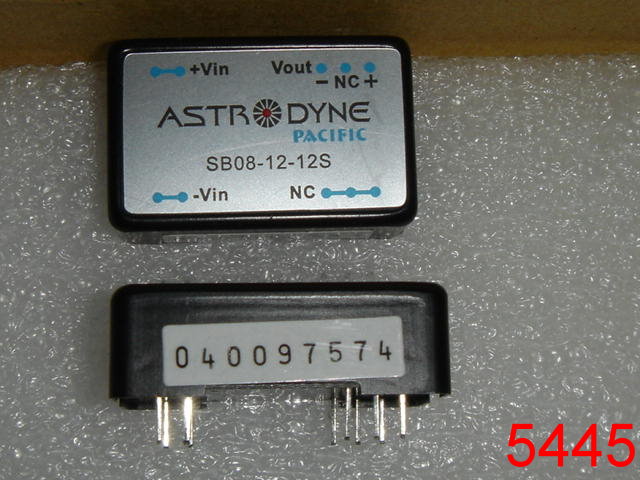 +Vin Vout
- NC +
ASTRODYNE
PACIFIC
SB08-12-12S
-Vin NC
040097574
5445